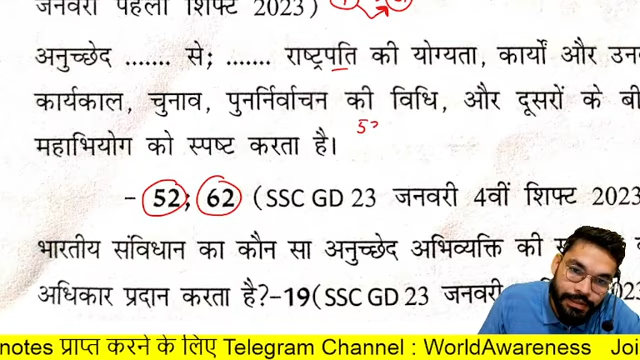 जनवरी पहली शिफ्ट 2023)
अनुच्छेद ....... से; ....... राष्ट्रपति की योग्यता, कार्यों और
कार्यकाल, चुनाव, पुनर्निर्वाचन की विधि, और दूसरों के
महाभियोग को स्पष्ट करता है।
- 52; 62 (SSC GD 23 जनवरी 4वीं शिफ्ट 2023
भारतीय संविधान का कौन सा अनुच्छेद अभिव्यक्ति की
अधिकार प्रदान करता है?-19(SSC GD 23 जनवरी
notes प्राप्त करने के लिए Telegram Channel : WorldAwareness Joi